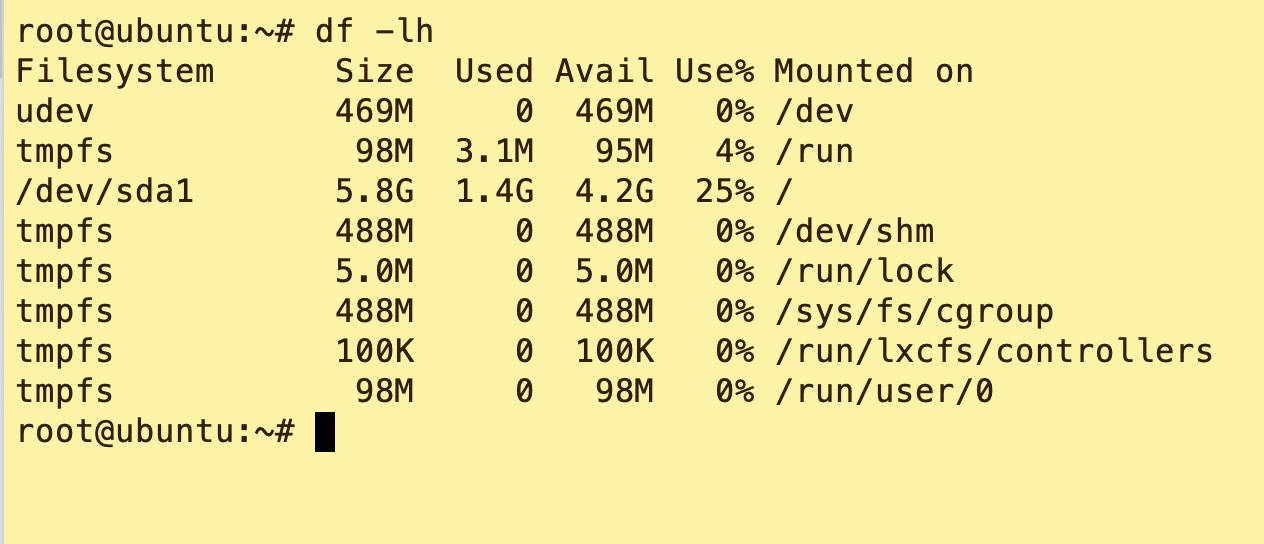 root@ubuntu:~# df -lh
Filesystem      Size  Used Avail Use% Mounted on
udev            469M     0  469M   0% /dev
tmpfs            98M  3.1M   95M   4% /run
/dev/sda1       5.8G  1.4G  4.2G  25% /
tmpfs           488M     0  488M   0% /dev/shm
tmpfs           5.0M     0  5.0M   0% /run/lock
tmpfs           488M     0  488M   0% /sys/fs/cgroup
tmpfs           100K     0  100K   0% /run/lxcfs/controllers
tmpfs            98M     0   98M   0% /run/user/0
root@ubuntu:~#